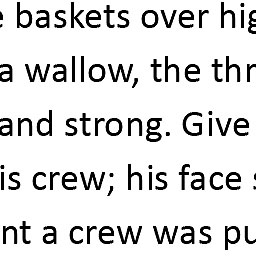 baskets over hig
a wallow, the thr
and strong. Give
is crew; his face
nt a crew was pu